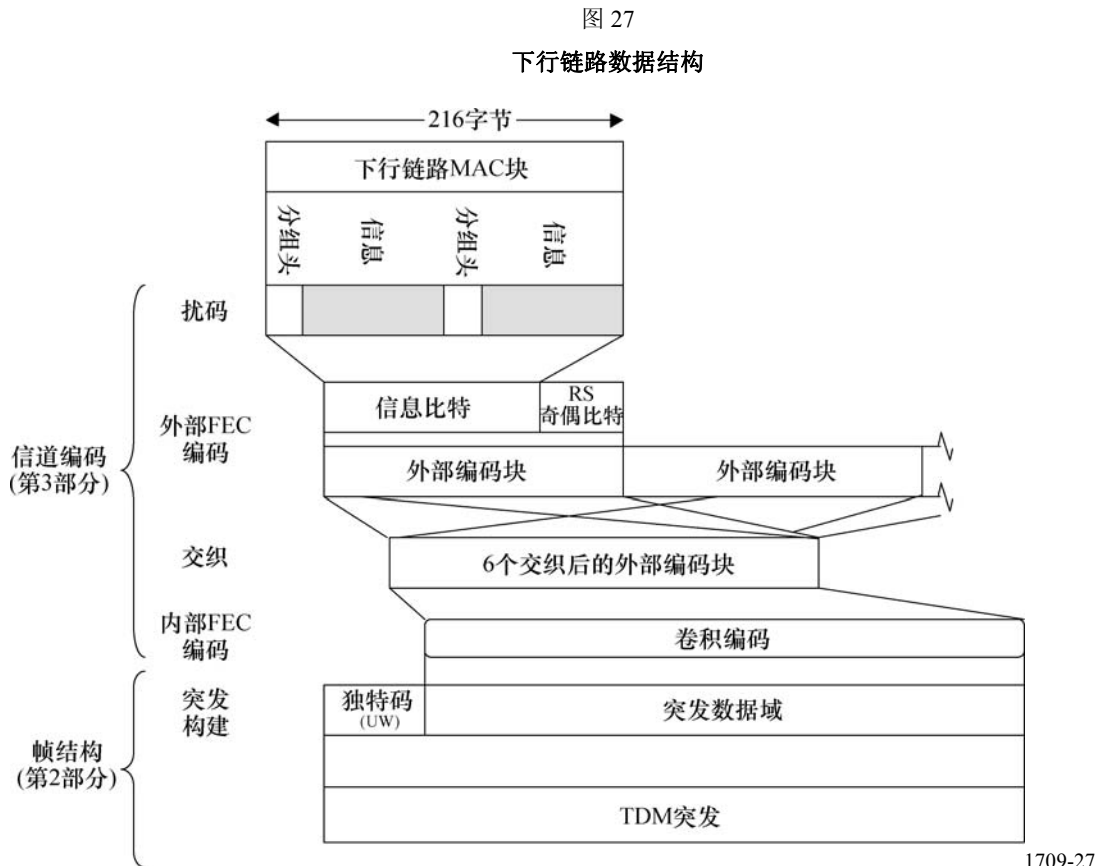 图 27
下行链路数据结构
216字节
下行链路MAC块
分组头
信息
分组头
信息
扰码
信息比特
RS
奇偶比特
外部FEC
编码
外部编码块
外部编码块
信道编码
(第3部分)
交织
6个交织后的外部编码块
内部FEC
编码
卷积编码
突发
构建
独特码
(UW)
突发数据域
帧结构
(第2部分)
TDM突发
1709-27